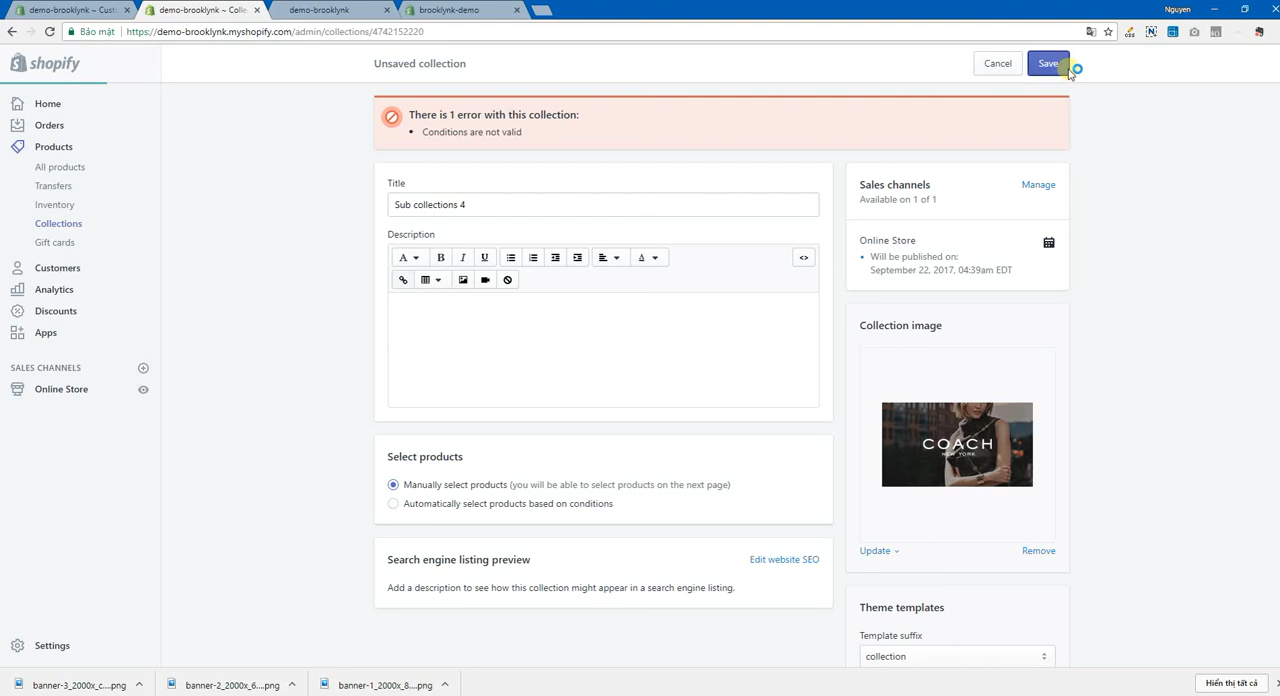 demo-brooklynk ~ Cust
demo-brooklynk ~ Colle
demo-brooklynk
brooklynk-demo
Nguyen
Bảo mật
https://demo-brooklynk.myshopify.com/admin/collections/4742152220
shopify
Unsaved collection
Cancel
Save
Home
Orders
Products
All products
Transfers
Inventory
Collections
Gift cards
Customers
Analytics
Discounts
Apps
SALES CHANNELS
Online Store
Settings
There is 1 error with this collection:
• Conditions are not valid
Title
Sub collections 4
Description
A B I U A
<>
Select products
Manually select products (you will be able to select products on the next page)
Automatically select products based on conditions
Search engine listing preview
Edit website SEO
Add a description to see how this collection might appear in a search engine listing.
Sales channels
Manage
Available on 1 of 1
Online Store
• Will be published on:
September 22, 2017, 04:39am EDT
Collection image
COACH
NEW YORK
Update
Remove
Theme templates
Template suffix
collection
banner-3_2000x_c....png
banner-2_2000x_6....png
banner-1_2000x_8....png
Hiển thị tất cả